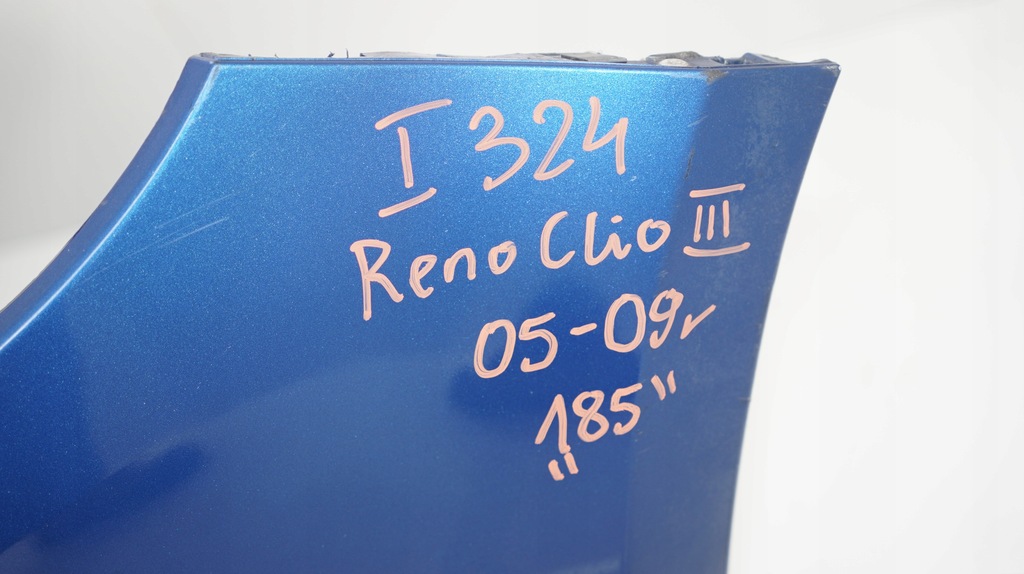 I 324
Reno Clio III
05-09r
"185"